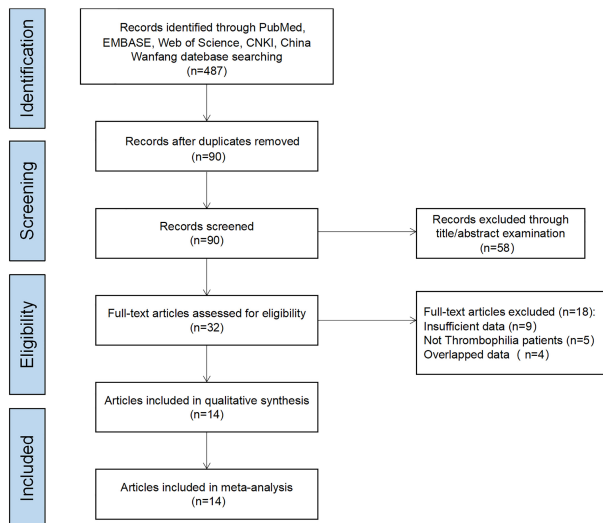 Identification
Records identified through PubMed,
EMBASE, Web of Science, CNKI, China
Wanfang datebase searching
(n=487)
Records after duplicates removed
(n=90)
Screening
Records screened
(n=90)
Records excluded through
title/abstract examination
(n=58)
Eligibility
Full-text articles assessed for eligibility
(n=32)
Full-text articles excluded (n=18):
Insufficient data (n=9)
Not Thrombophilia patients (n=5)
Overlapped data ( n=4)
Articles included in qualitative synthesis
(n=14)
Included
Articles included in meta-analysis
(n=14)